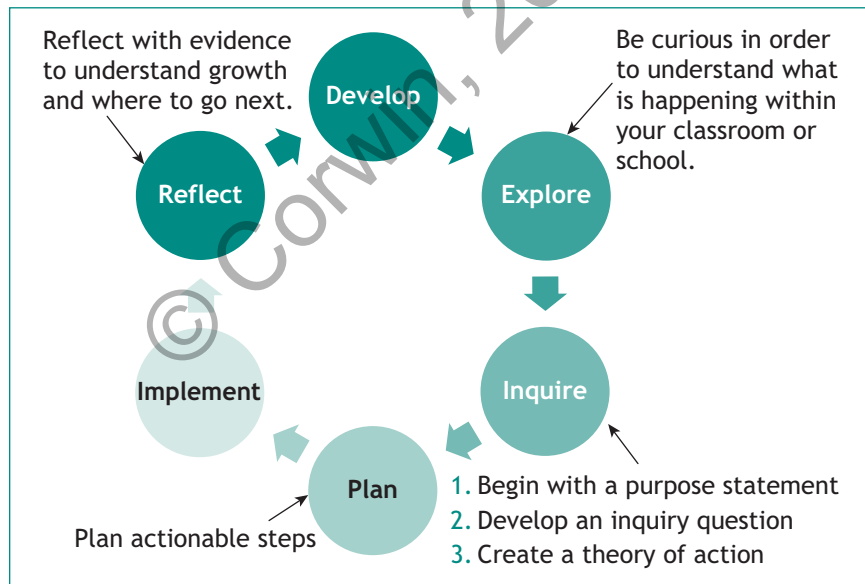 Reflect with evidence
to understand growth
and where to go next.
Develop
Be curious in order
to understand what
is happening within
your classroom or
school.
Reflect
Explore
Implement
Inquire
Plan
Plan actionable steps
1. Begin with a purpose statement
2. Develop an inquiry question
3. Create a theory of action
© Corwin, 2